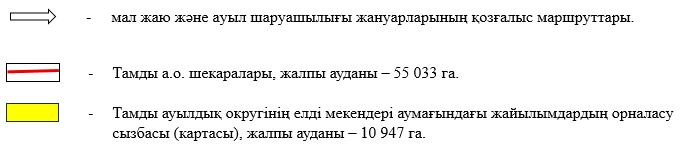 - мал жаю және ауыл шаруашылығы жануарларының қозғалыс маршруттары.
- Тамды а.о. шекаралары, жалпы ауданы – 55 033 га.
- Тамды ауылдық округінің елді мекендері аумағындағы жайылымдардың орналасу
сызбасы (картасы), жалпы ауданы – 10 947 га.